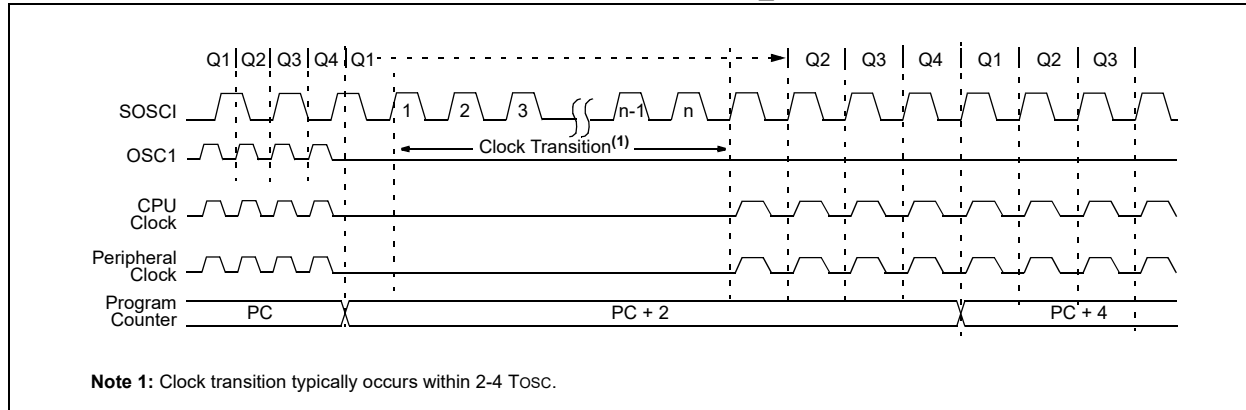 Q1 Q2 Q3 Q4 Q1 Q2 Q3 Q4 Q1 Q2 Q3
SOSCI
1 2 3 n-1 n
Clock Transition(1)
OSC1
CPU
Clock
Peripheral
Clock
Program
Counter
PC PC + 2 PC + 4
Note 1: Clock transition typically occurs within 2-4 TOSC.